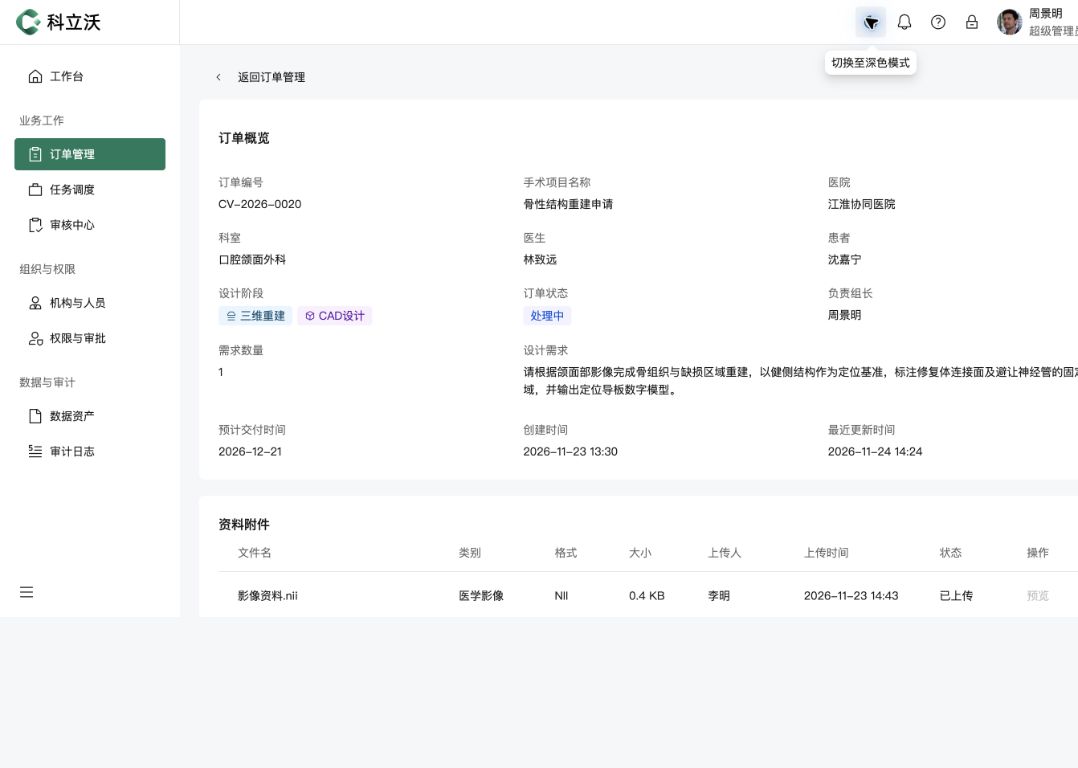 科立沃
周景明
超级管理员
切换至深色模式
工作台
业务工作
订单管理
任务调度
审核中心
组织与权限
机构与人员
权限与审批
数据与审计
数据资产
审计日志
返回订单管理
订单概览
订单编号 手术项目名称 医院
CV-2026-0020 骨性结构重建申请 江淮协同医院
科室 医生 患者
口腔颌面外科 林致远 沈嘉宁
设计阶段 订单状态 负责组长
三维重建 CAD设计 处理中 周景明
需求数量 设计需求
1 请根据颌面部影像完成骨组织与缺损区域重建，以健侧结构作为定位基准，标注修复体连接面及避让神经管的固定
域，并输出定位导板数字模型。
预计交付时间 创建时间 最近更新时间
2026-12-21 2026-11-23 13:30 2026-11-24 14:24
资料附件
文件名 类别 格式 大小 上传人 上传时间 状态 操作
影像资料.nii 医学影像 NII 0.4 KB 李明 2026-11-23 14:43 已上传 预览